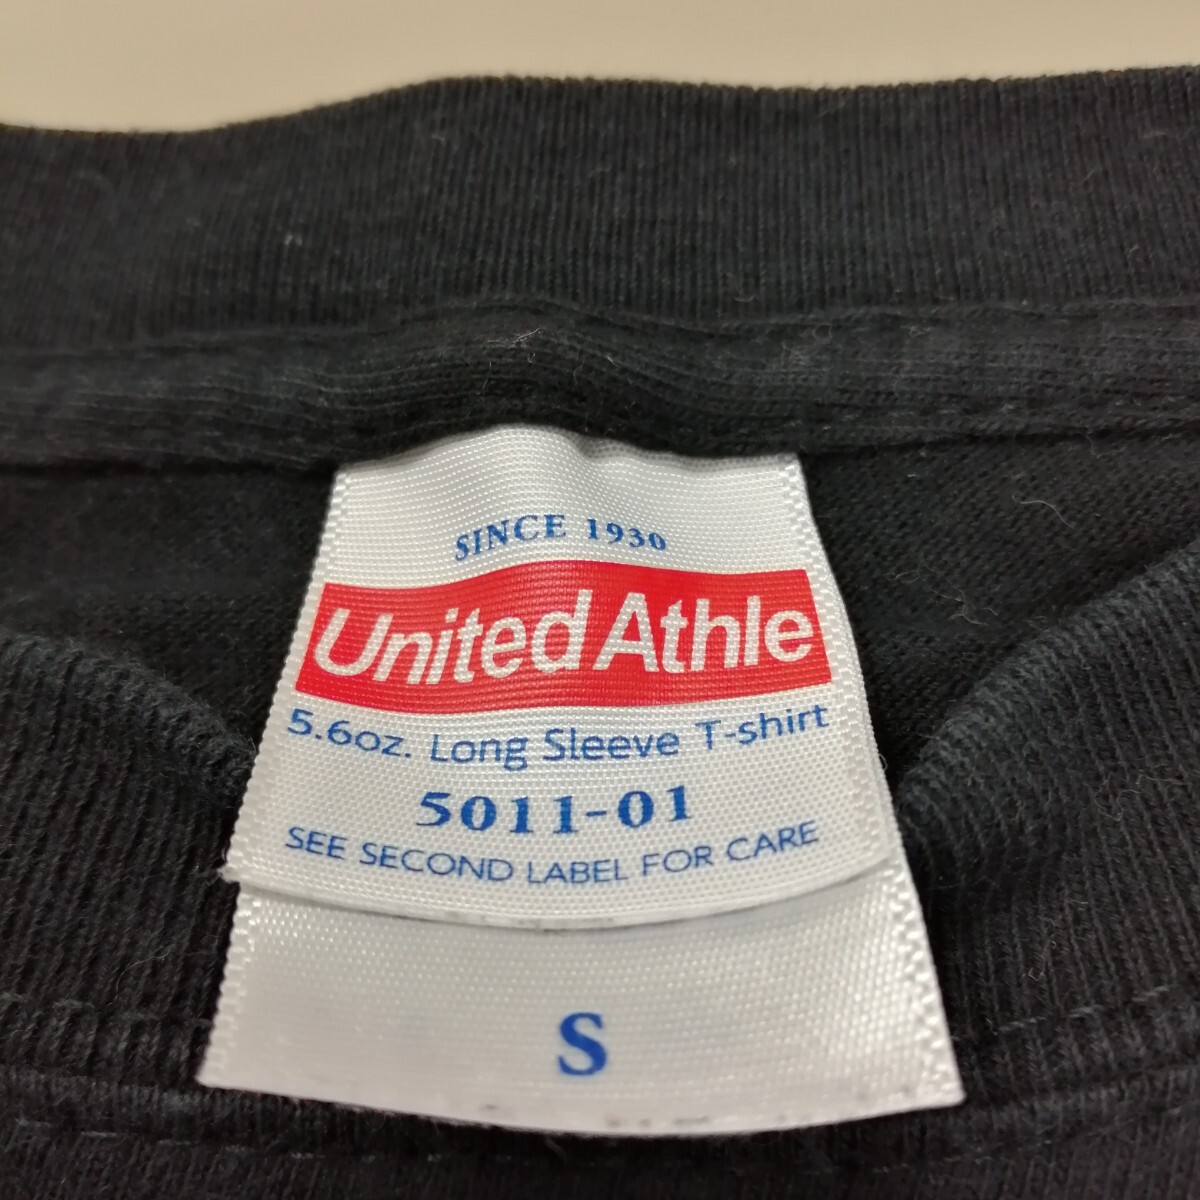 SINCE 1930
United Athle
5.6oz. Long Sleeve T-shirt
5011-01
SEE SECOND LABEL FOR CARE
S